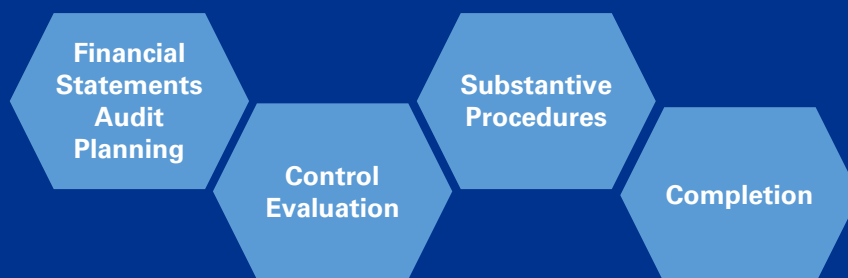 Financial
Statements
Audit
Planning
Control
Evaluation
Substantive
Procedures
Completion